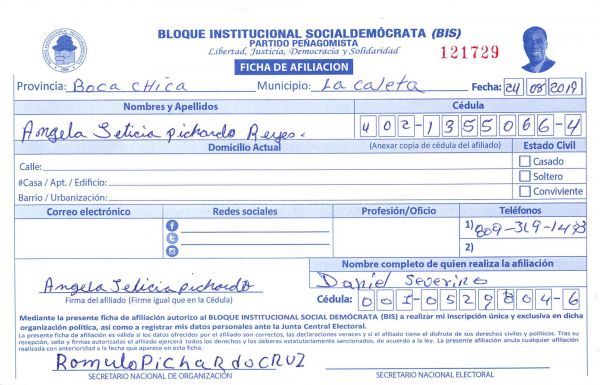 BLOQUE INSTITUCIONAL SOCIALDEMÓCRATA (BIS)
PARTIDO PEÑAGOMISTA
Libertad, Justicia, Democracia y Solidaridad
121729
FICHA DE AFILIACION
Provincia: Boca chica Municipio: La caleta Fecha: 24 08 2019
Nombres y Apellidos Cédula
Angela Leticia pichardo Reyes. 402-1355066-4
Domicilio Actual (Anexar copia de cédula del afiliado) Estado Civil
Calle: Casado
#Casa / Apt. / Edificio: Soltero
Barrio / Urbanización: Conviviente
Correo electrónico Redes sociales Profesión/Oficio Teléfonos
1) 809-319-1493
2)
Nombre completo de quien realiza la afiliación
Angela Leticia pichardo Daniel Severino
Firma del afiliado (Firme igual que en la Cédula) Cédula: 001-0529804-6
Mediante la presente ficha de afiliación autorizo al BLOQUE INSTITUCIONAL SOCIAL DEMÓCRATA (BIS) a realizar mi inscripción única y exclusiva en dicha
organización política, así como a registrar mis datos personales ante la Junta Central Electoral.
La presente ficha de afiliación es válida si los datos ofrecidos por el afiliado son correctos, las declaraciones veraces y si el afiliado tiene el disfrute de sus derechos civiles y politicos. Tras su
recepción, sello y firmas autorizadas el afiliado ejercerá todos los derechos y los deberes estatutariamente sancionados, de acuerdo a la ley. La presente afiliación anula cualquier afiliación
realizada con anterioridad a la fecha que aparece en esta ficha.
Romulo Pichardo CRUZ
SECRETARIO NACIONAL DE ORGANIZACIÓN SECRETARIO NACIONAL ELECTORAL